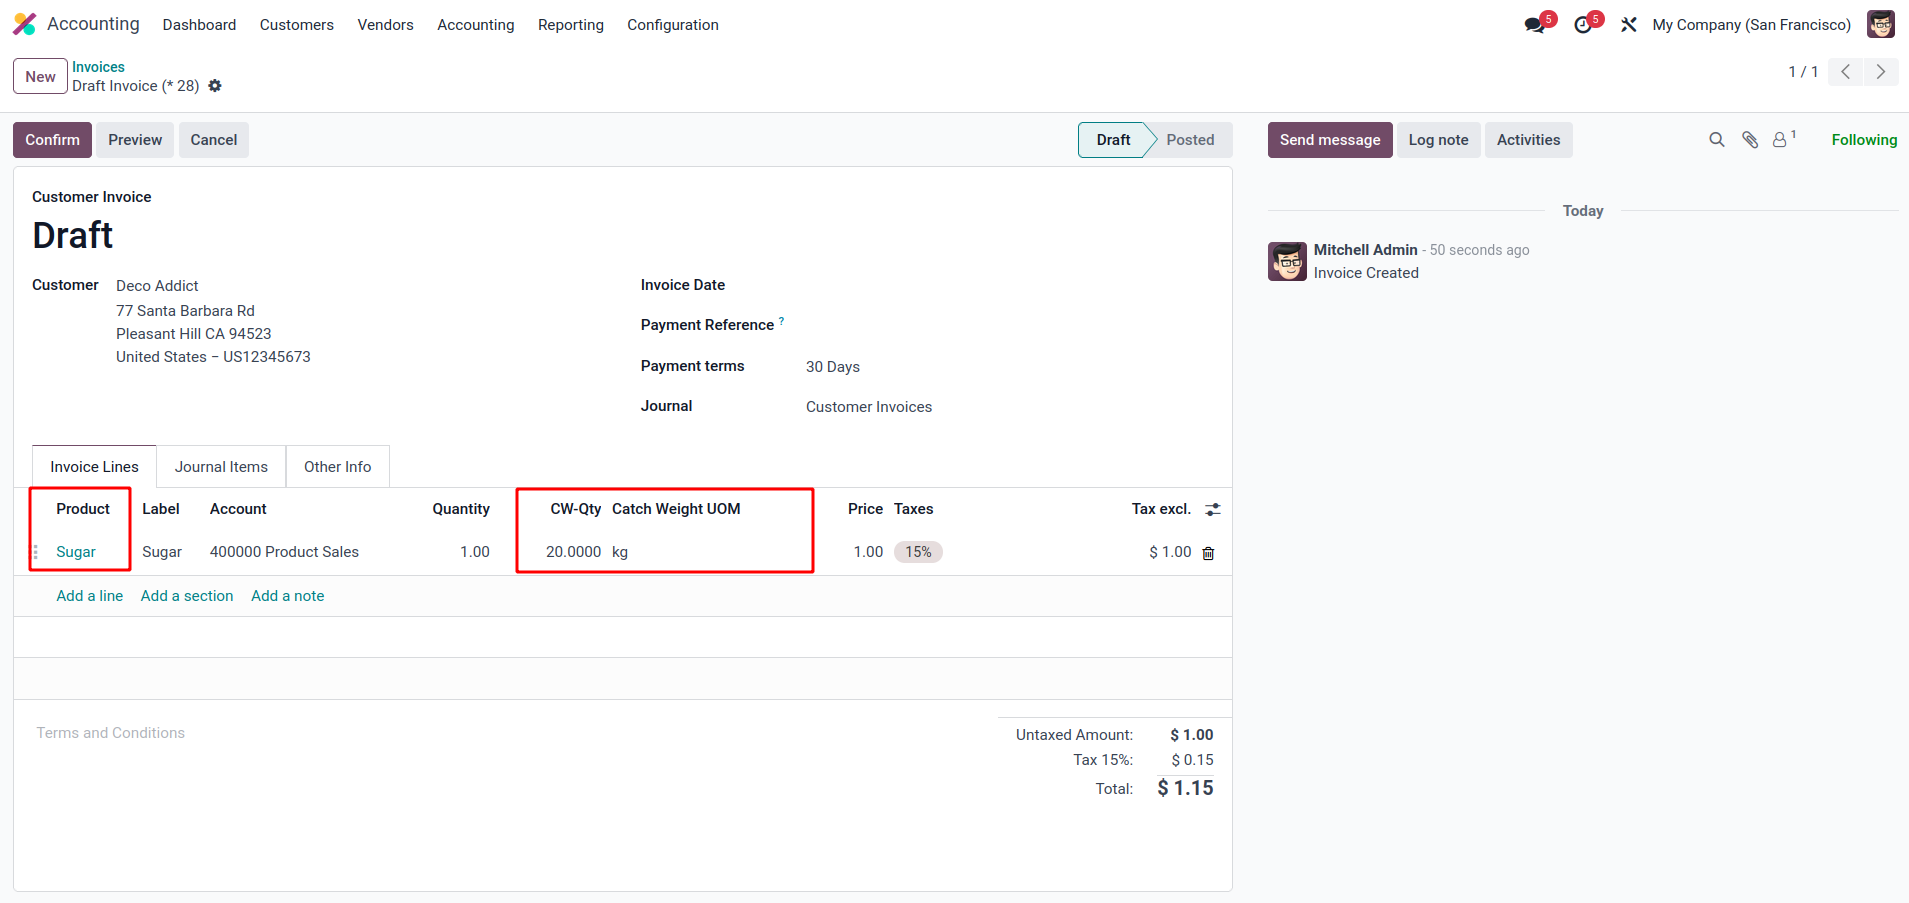 Accounting Dashboard Customers Vendors Accounting Reporting Configuration 5 5 My Company (San Francisco)
New Invoices
Draft Invoice (* 28) 1 / 1
Confirm Preview Cancel Draft Posted Send message Log note Activities 1 Following
Customer Invoice
Draft
Customer Deco Addict
77 Santa Barbara Rd
Pleasant Hill CA 94523
United States – US12345673
Invoice Date
Payment Reference ?
Payment terms 30 Days
Journal Customer Invoices
Today
Mitchell Admin - 50 seconds ago
Invoice Created
Invoice Lines Journal Items Other Info
Product Label Account Quantity CW-Qty Catch Weight UOM Price Taxes Tax excl.
Sugar Sugar 400000 Product Sales 1.00 20.0000 kg 1.00 15% $ 1.00
Add a line Add a section Add a note
Terms and Conditions
Untaxed Amount: $ 1.00
Tax 15%: $ 0.15
Total: $ 1.15